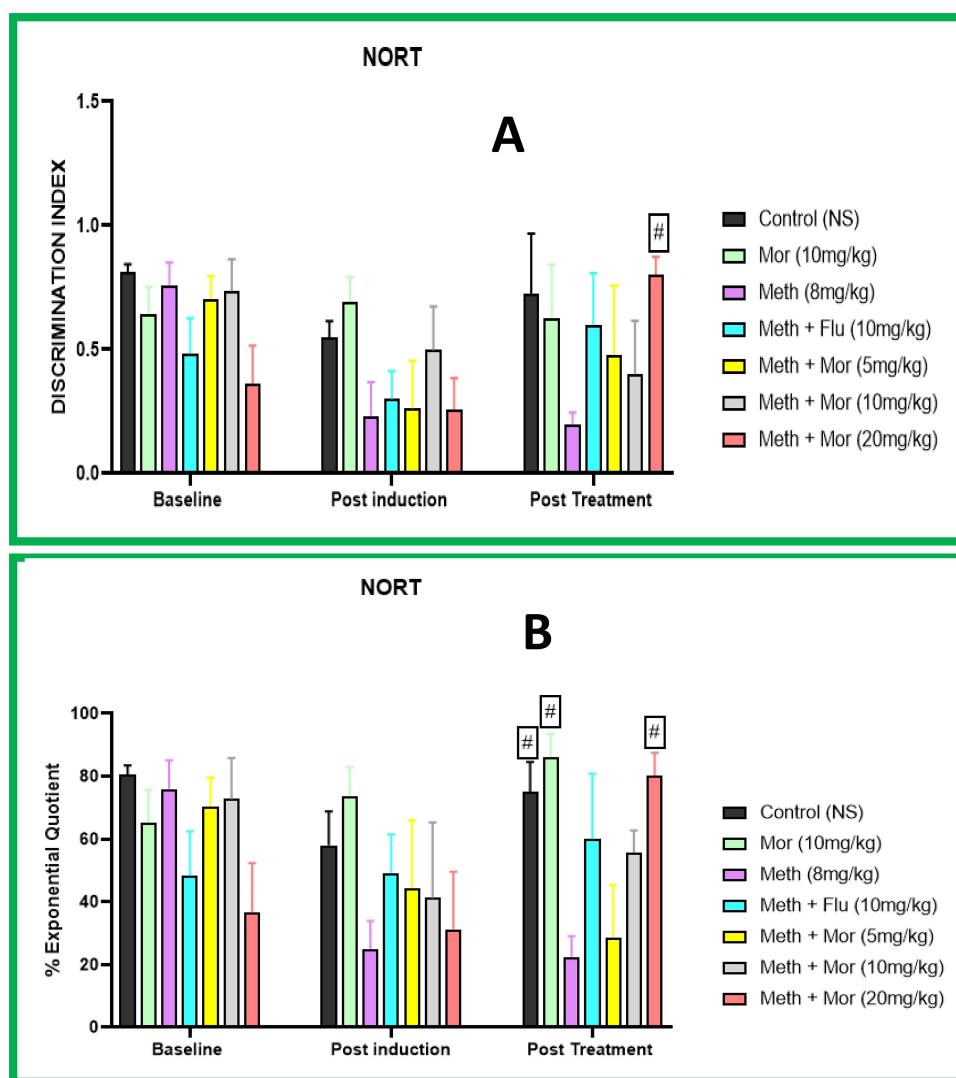 NORT
A
DISCRIMINATION INDEX
1.5
1.0
0.5
0.0
#
Baseline
Post induction
Post Treatment
Control (NS)
Mor (10mg/kg)
Meth (8mg/kg)
Meth + Flu (10mg/kg)
Meth + Mor (5mg/kg)
Meth + Mor (10mg/kg)
Meth + Mor (20mg/kg)
NORT
B
% Exponential Quotient
100
80
60
40
20
0
#
#
#
Baseline
Post induction
Post Treatment
Control (NS)
Mor (10mg/kg)
Meth (8mg/kg)
Meth + Flu (10mg/kg)
Meth + Mor (5mg/kg)
Meth + Mor (10mg/kg)
Meth + Mor (20mg/kg)